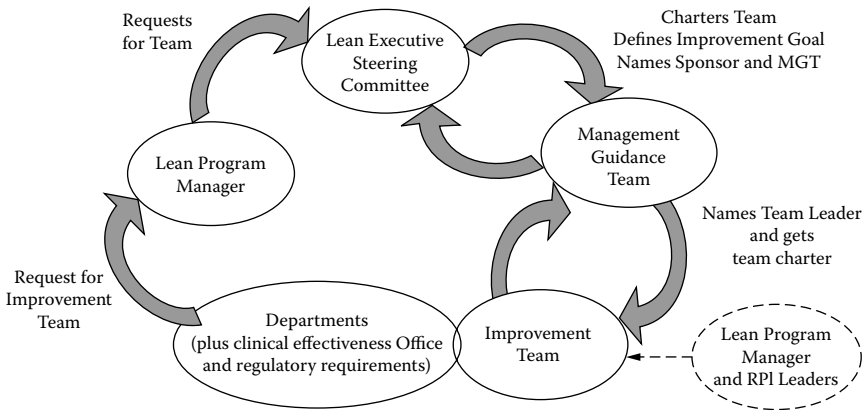 Requests
for Team
Lean Executive
Steering
Committee
Charters Team
Defines Improvement Goal
Names Sponsor and MGT
Lean Program
Manager
Management
Guidance
Team
Names Team Leader
and gets
team charter
Request for
Improvement
Team
Departments
(plus clinical effectiveness Office
and regulatory requirements)
Improvement
Team
Lean Program
Manager
and RPl Leaders